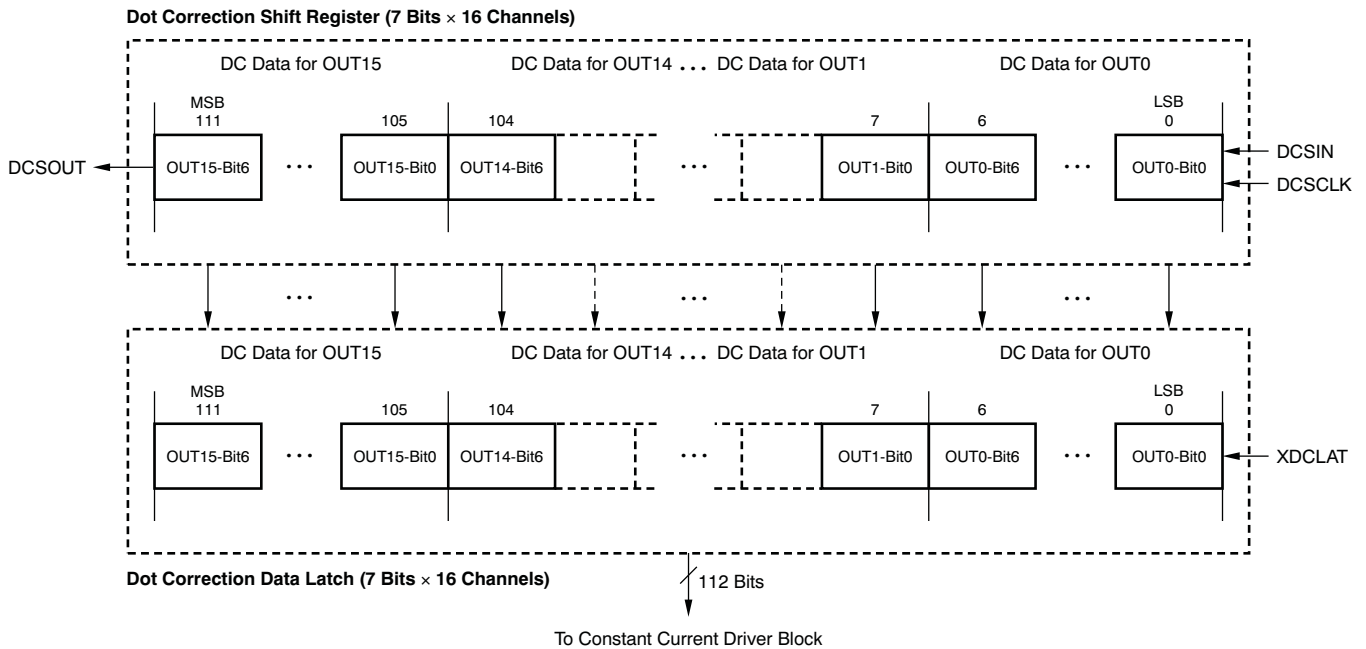 Dot Correction Shift Register (7 Bits × 16 Channels)
DC Data for OUT15 DC Data for OUT14 ... DC Data for OUT1 DC Data for OUT0
MSB LSB
111 105 104 7 6 0
DCSOUT OUT15-Bit6 ... OUT15-Bit0 OUT14-Bit6 ... OUT1-Bit0 OUT0-Bit6 ... OUT0-Bit0 DCSIN
DCSCLK
... ... ...
DC Data for OUT15 DC Data for OUT14 ... DC Data for OUT1 DC Data for OUT0
MSB LSB
111 105 104 7 6 0
OUT15-Bit6 ... OUT15-Bit0 OUT14-Bit6 ... OUT1-Bit0 OUT0-Bit6 ... OUT0-Bit0 XDCLAT
Dot Correction Data Latch (7 Bits × 16 Channels)
112 Bits
To Constant Current Driver Block